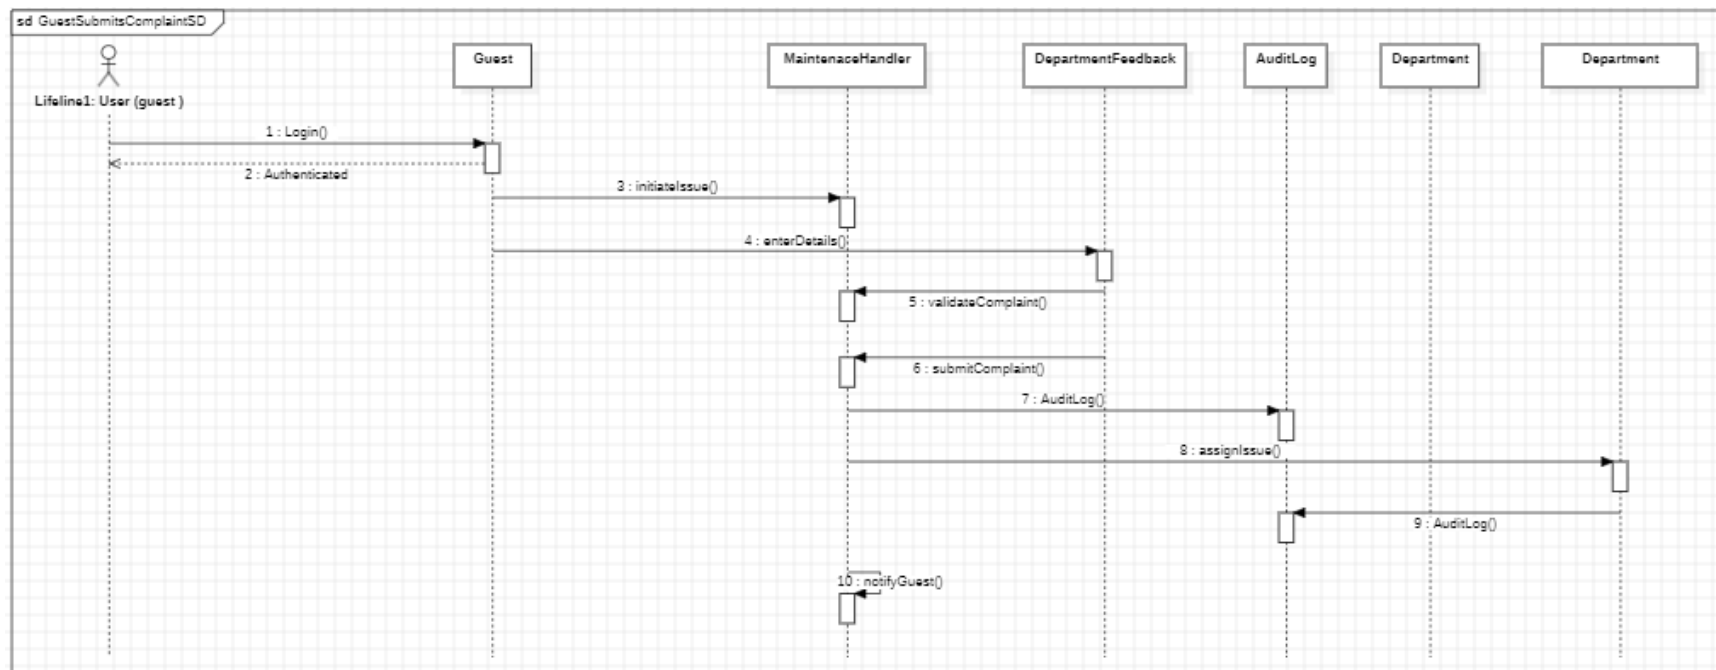 sd GuestSubmitsComplaintSD
Guest
MaintenaceHandler
DepartmentFeedback
AuditLog
Department
Department
Lifeline1: User (guest )
1 : Login()
2 : Authenticated
3 : initiateIssue()
4 : enterDetails()
5 : validateComplaint()
6 : submitComplaint()
7 : AuditLog()
8 : assignIssue()
9 : AuditLog()
10 : notifyGuest()